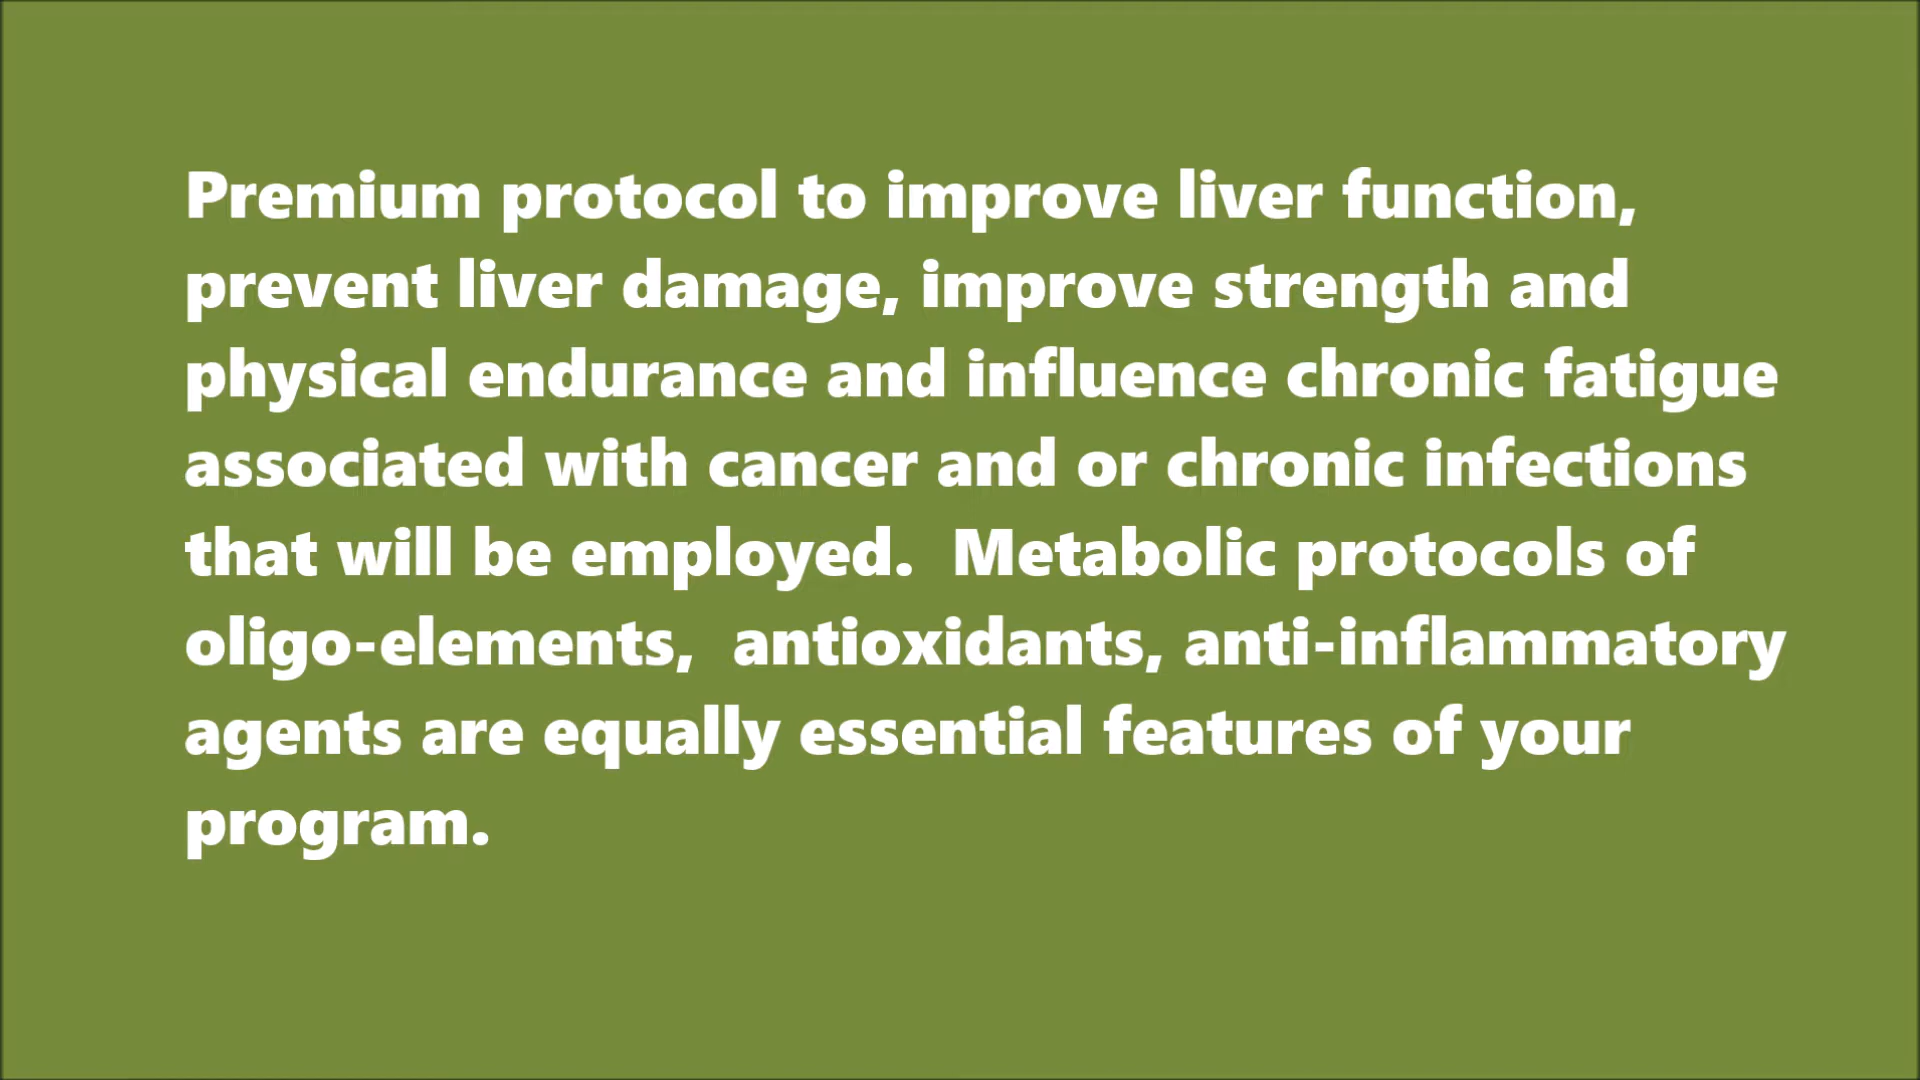 Premium protocol to improve liver function,
prevent liver damage, improve strength and
physical endurance and influence chronic fatigue
associated with cancer and or chronic infections
that will be employed.  Metabolic protocols of
oligo-elements,  antioxidants, anti-inflammatory
agents are equally essential features of your
program.